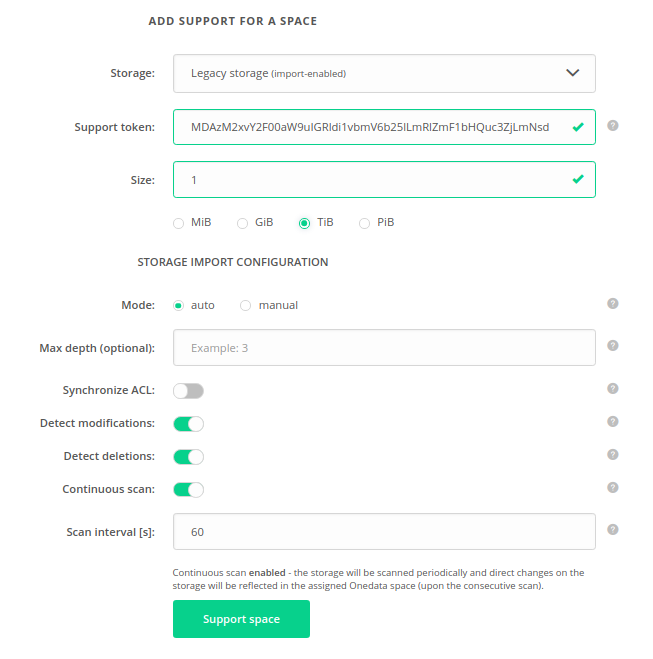 ADD SUPPORT FOR A SPACE
Storage: Legacy storage (import-enabled)
Support token: MDAzM2xvY2F00aW9uIGRldi1vbmV6b25lLmRlZmF1bHQuc3ZjLmNsd
Size: 1
MiB GiB TiB PiB
STORAGE IMPORT CONFIGURATION
Mode: auto manual
Max depth (optional): Example: 3
Synchronize ACL:
Detect modifications:
Detect deletions:
Continuous scan:
Scan interval [s]: 60
Continuous scan enabled - the storage will be scanned periodically and direct changes on the
storage will be reflected in the assigned Onedata space (upon the consecutive scan).
Support space